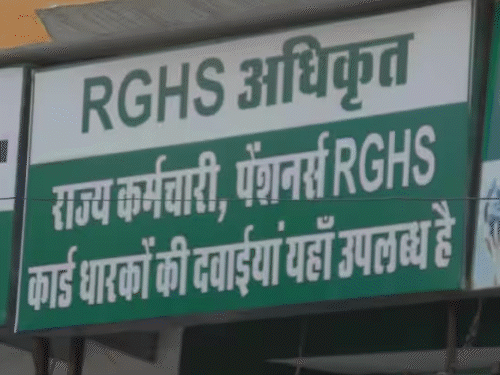 RGHS अधिकृत
राज्य कर्मचारी, पेंशनर्स RGHS
कार्ड धारकों की दवाईयां यहाँ उपलब्ध है